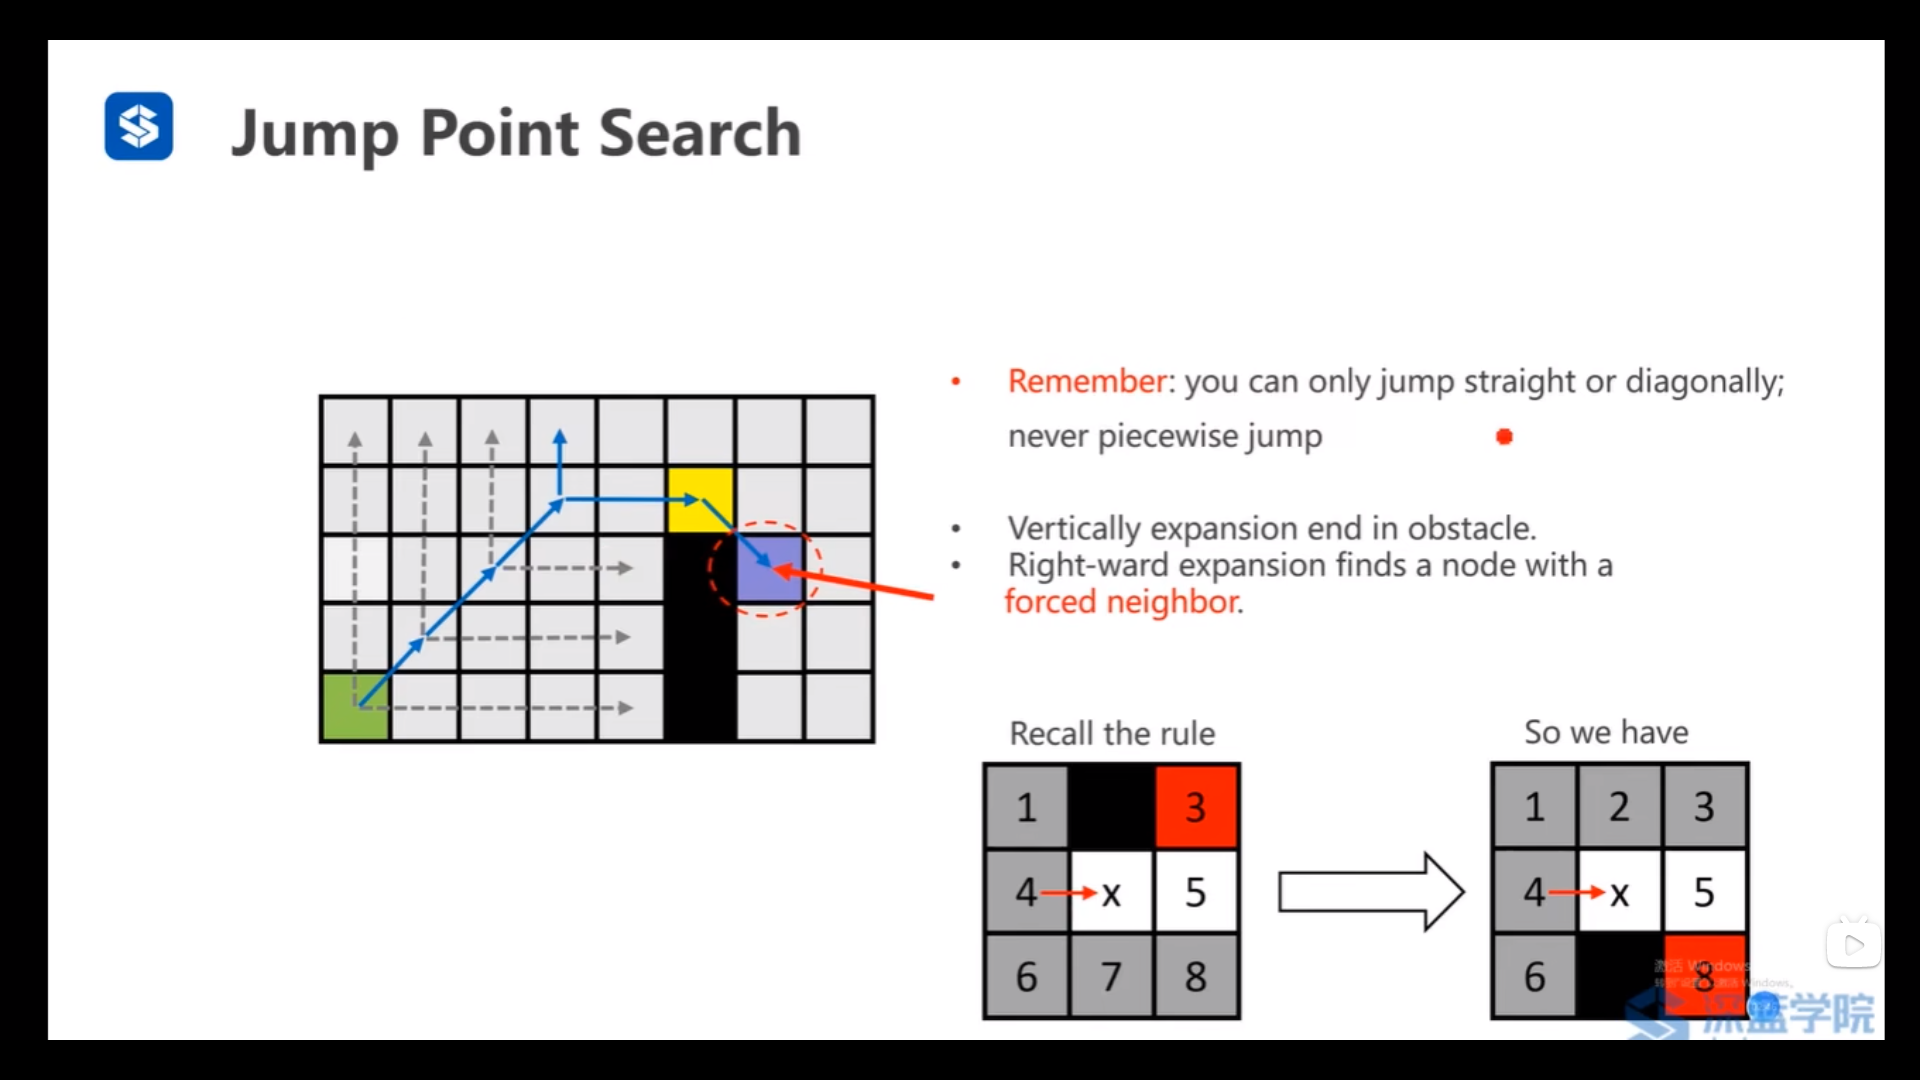 Jump Point Search
• Remember: you can only jump straight or diagonally;
never piecewise jump
• Vertically expansion end in obstacle.
• Right-ward expansion finds a node with a
forced neighbor.
Recall the rule
So we have
1 3
4 x 5
6 7 8
1 2 3
4 x 5
6 8
激活 Windows
深蓝学院